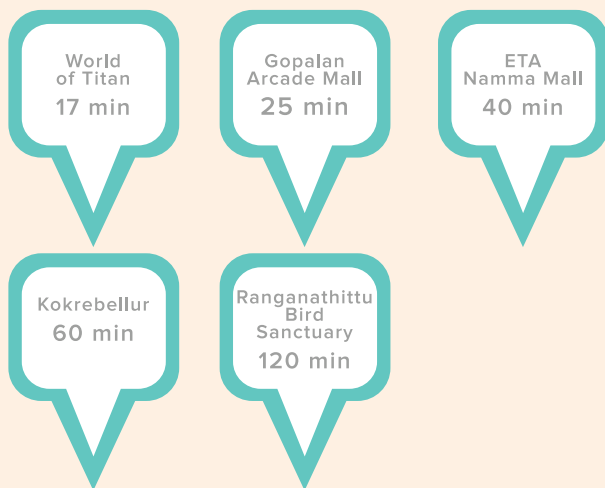 World
of Titan
17 min
Gopalan
Arcade Mall
25 min
ETA
Namma Mall
40 min
Kokrebellur
60 min
Ranganathittu
Bird
Sanctuary
120 min